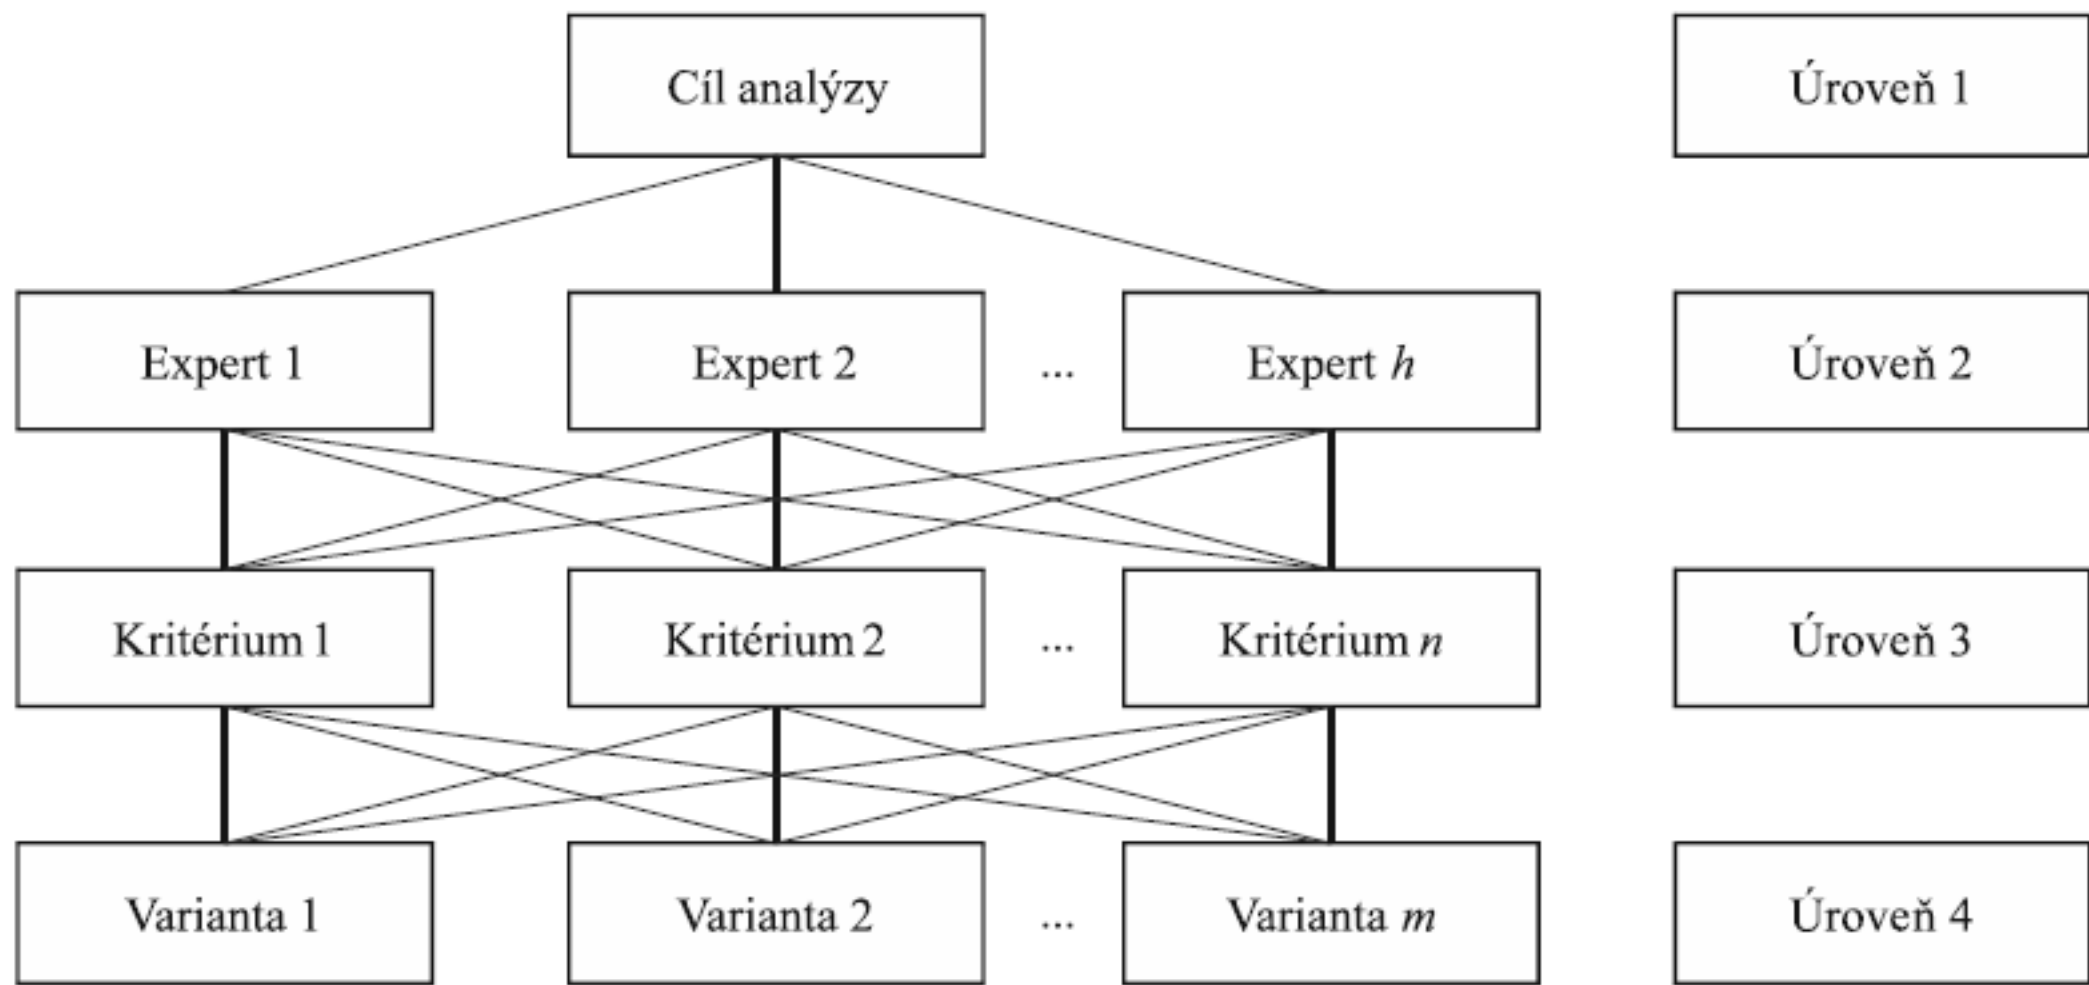 Cíl analýzy
Úroveň 1
Expert 1
Expert 2
...
Expert h
Úroveň 2
Kritérium 1
Kritérium 2
...
Kritérium n
Úroveň 3
Varianta 1
Varianta 2
...
Varianta m
Úroveň 4